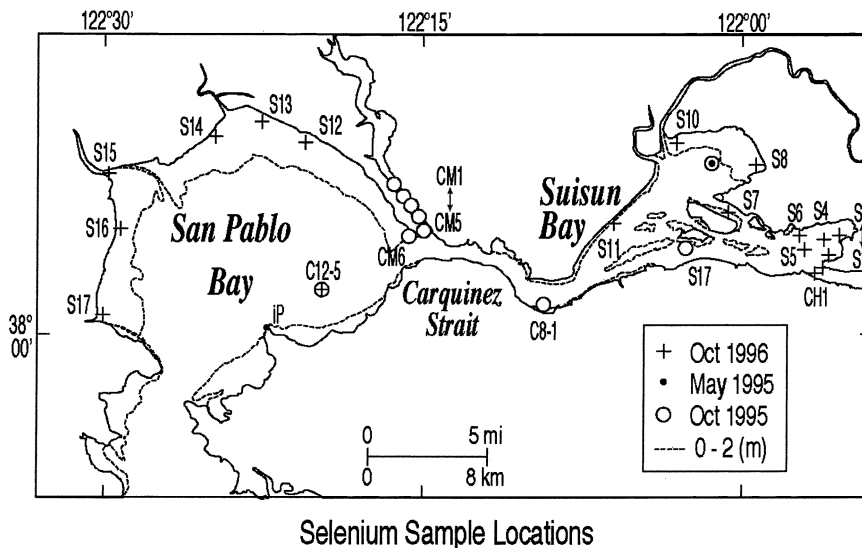 122°30'
122°15'
122°00'
S13
S14
S12
S10
S15
CM1
S8
Suisun
Bay
S7
S16
San Pablo
Bay
CM5
S6
S4
S
CM6
S11
S5
S
C12-5
S17
S17
CH1
Carquinez
Strait
iP
C8-1
38°
00'
+ Oct 1996
• May 1995
○ Oct 1995
0 - 2 (m)
0
5 mi
0
8 km
Selenium Sample Locations